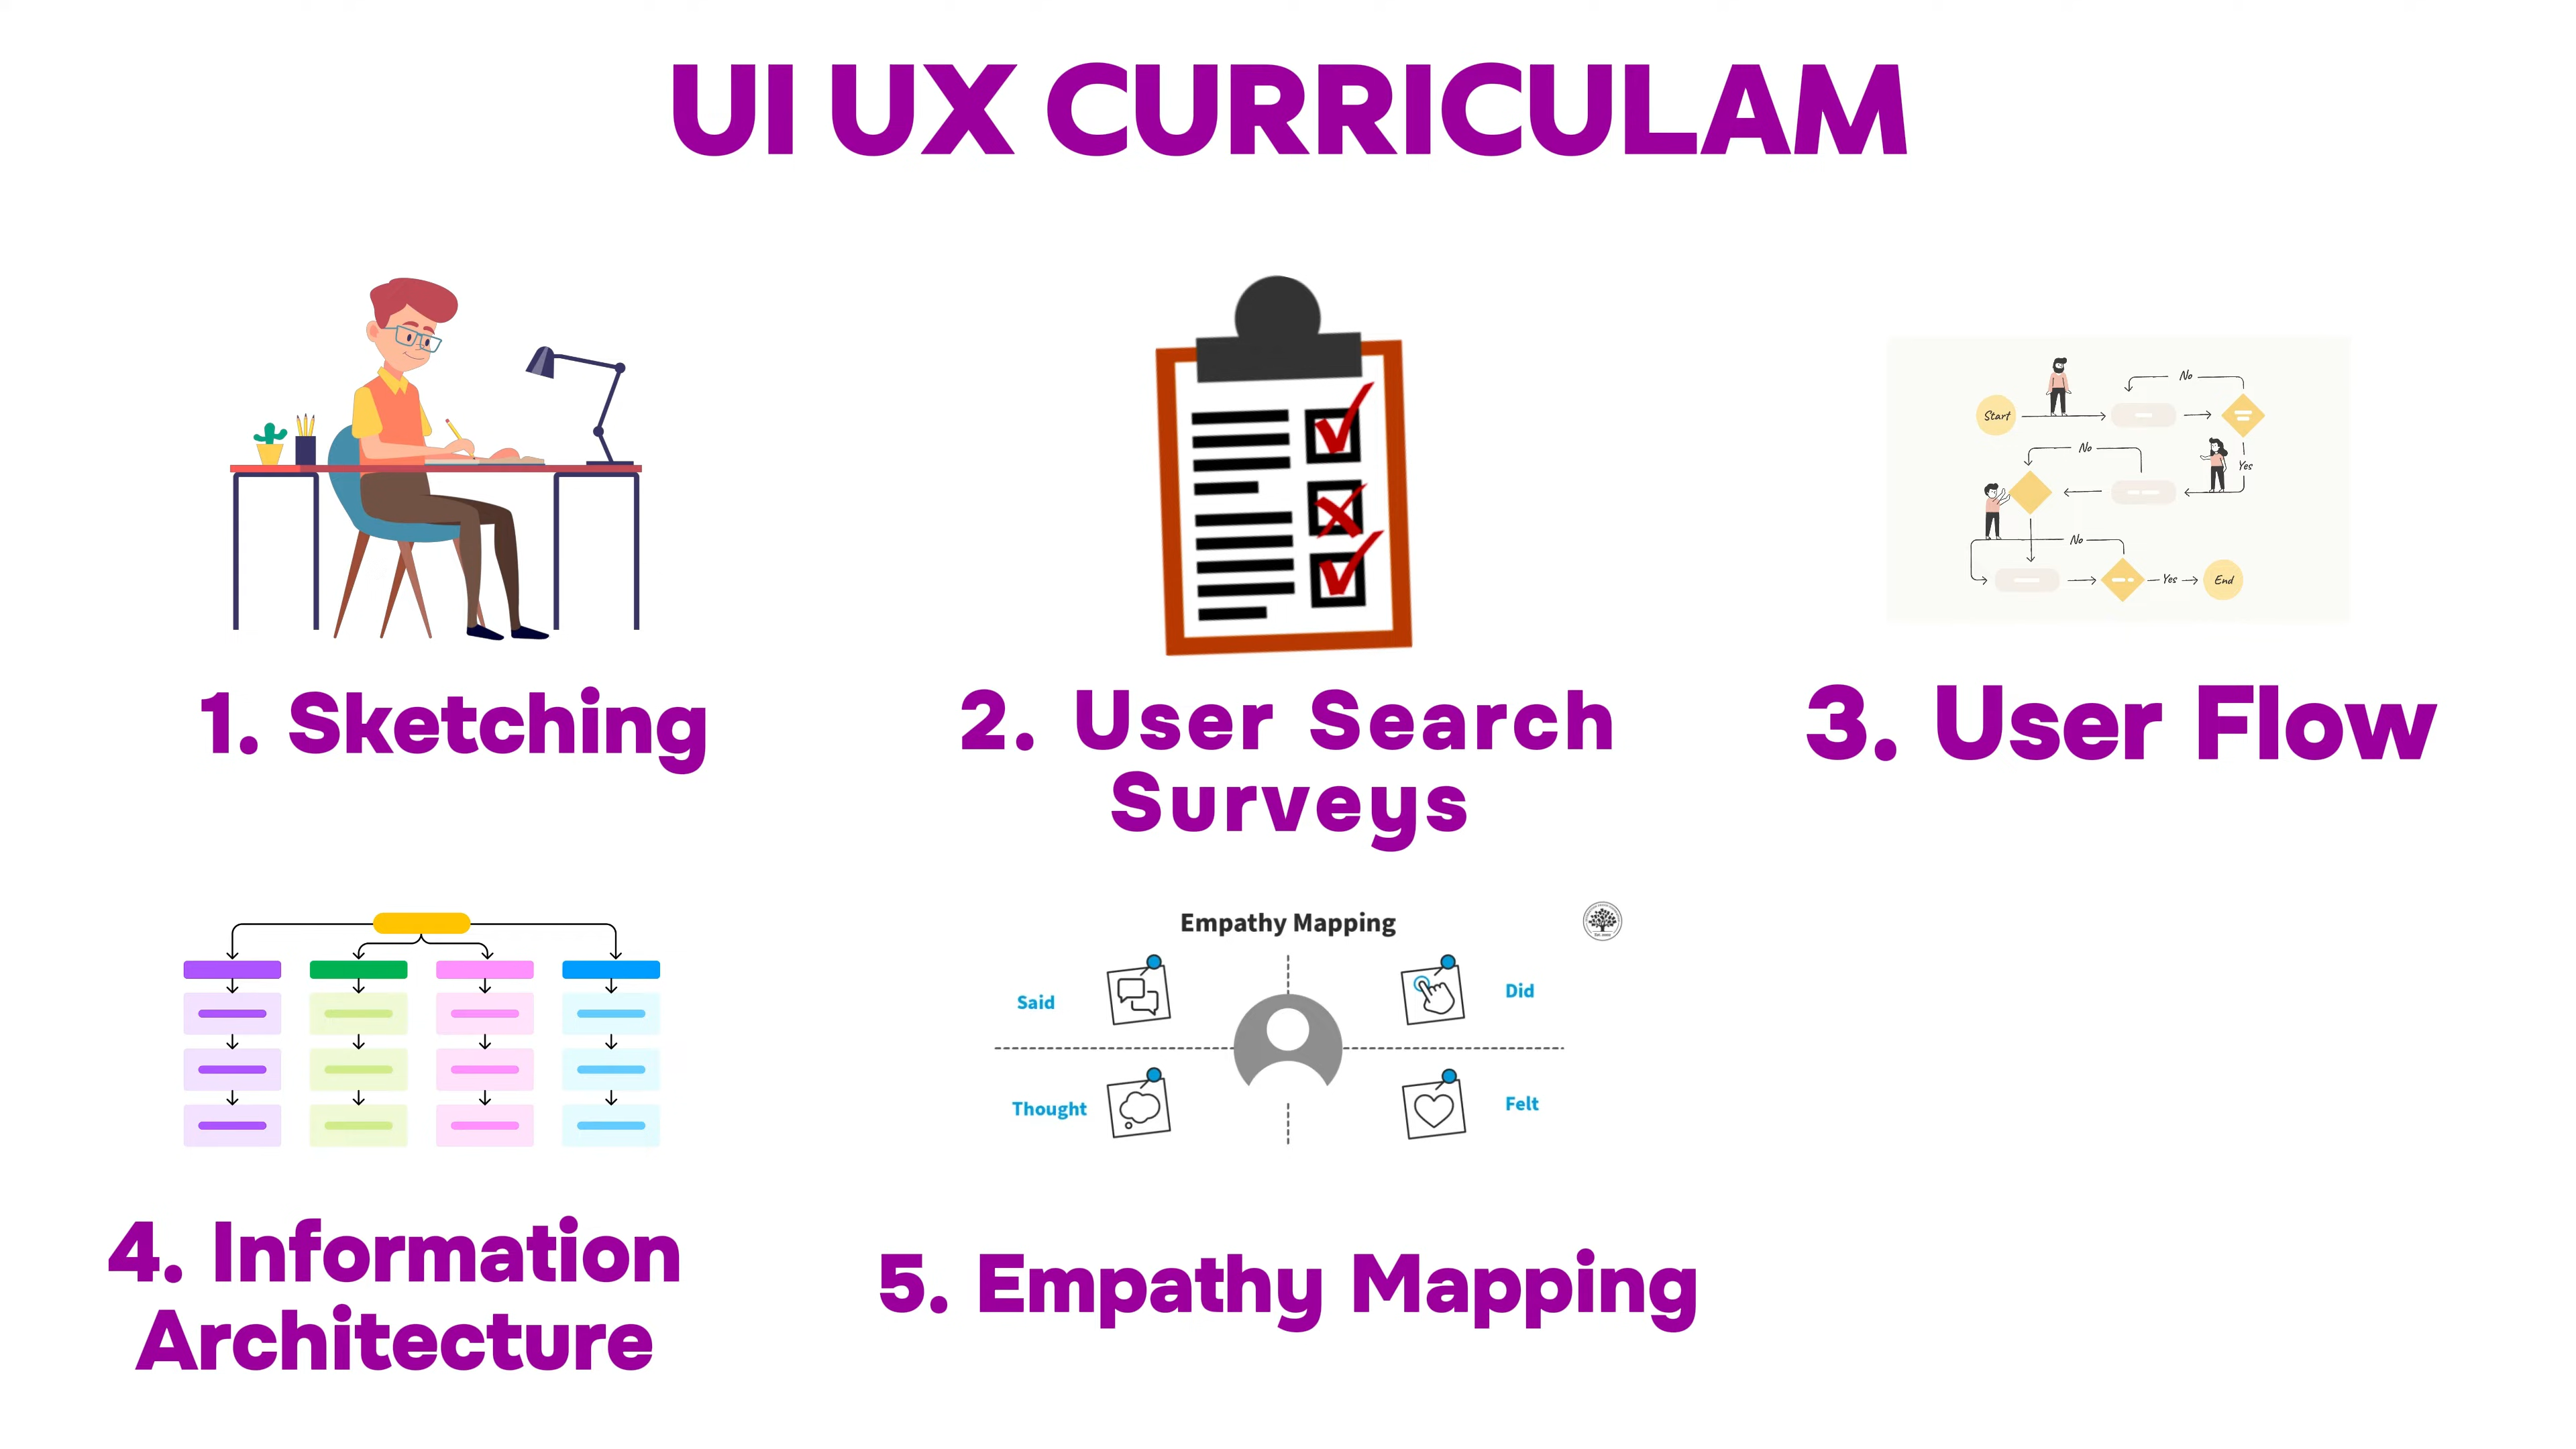 UI UX CURRICULAM
Start
No
No
Yes
No
Yes
End
1. Sketching
2. User Search
Surveys
3. User Flow
Empathy Mapping
Said
Did
Thought
Felt
4. Information
Architecture
5. Empathy Mapping